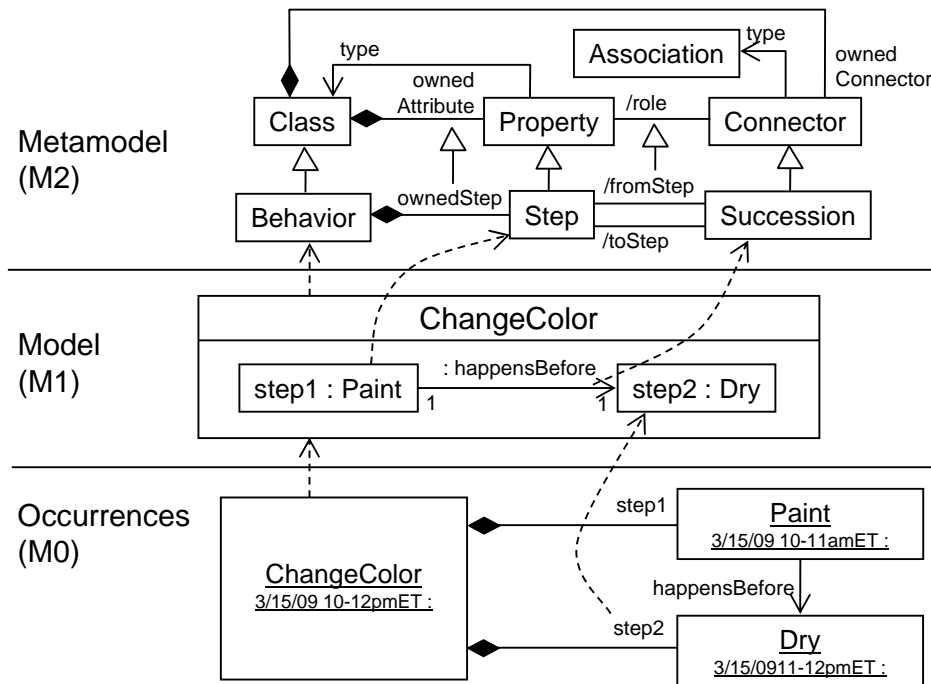 type
Association
type
owned
Connector
owned
Attribute
/role
Class
Property
Connector
Metamodel
(M2)
Behavior
ownedStep
Step
/fromStep
/toStep
Succession
Model
(M1)
ChangeColor
step1 : Paint
: happensBefore
1
1
step2 : Dry
Occurrences
(M0)
ChangeColor
3/15/09 10-12pmET :
step1
Paint
3/15/09 10-11amET :
happensBefore
step2
Dry
3/15/0911-12pmET :